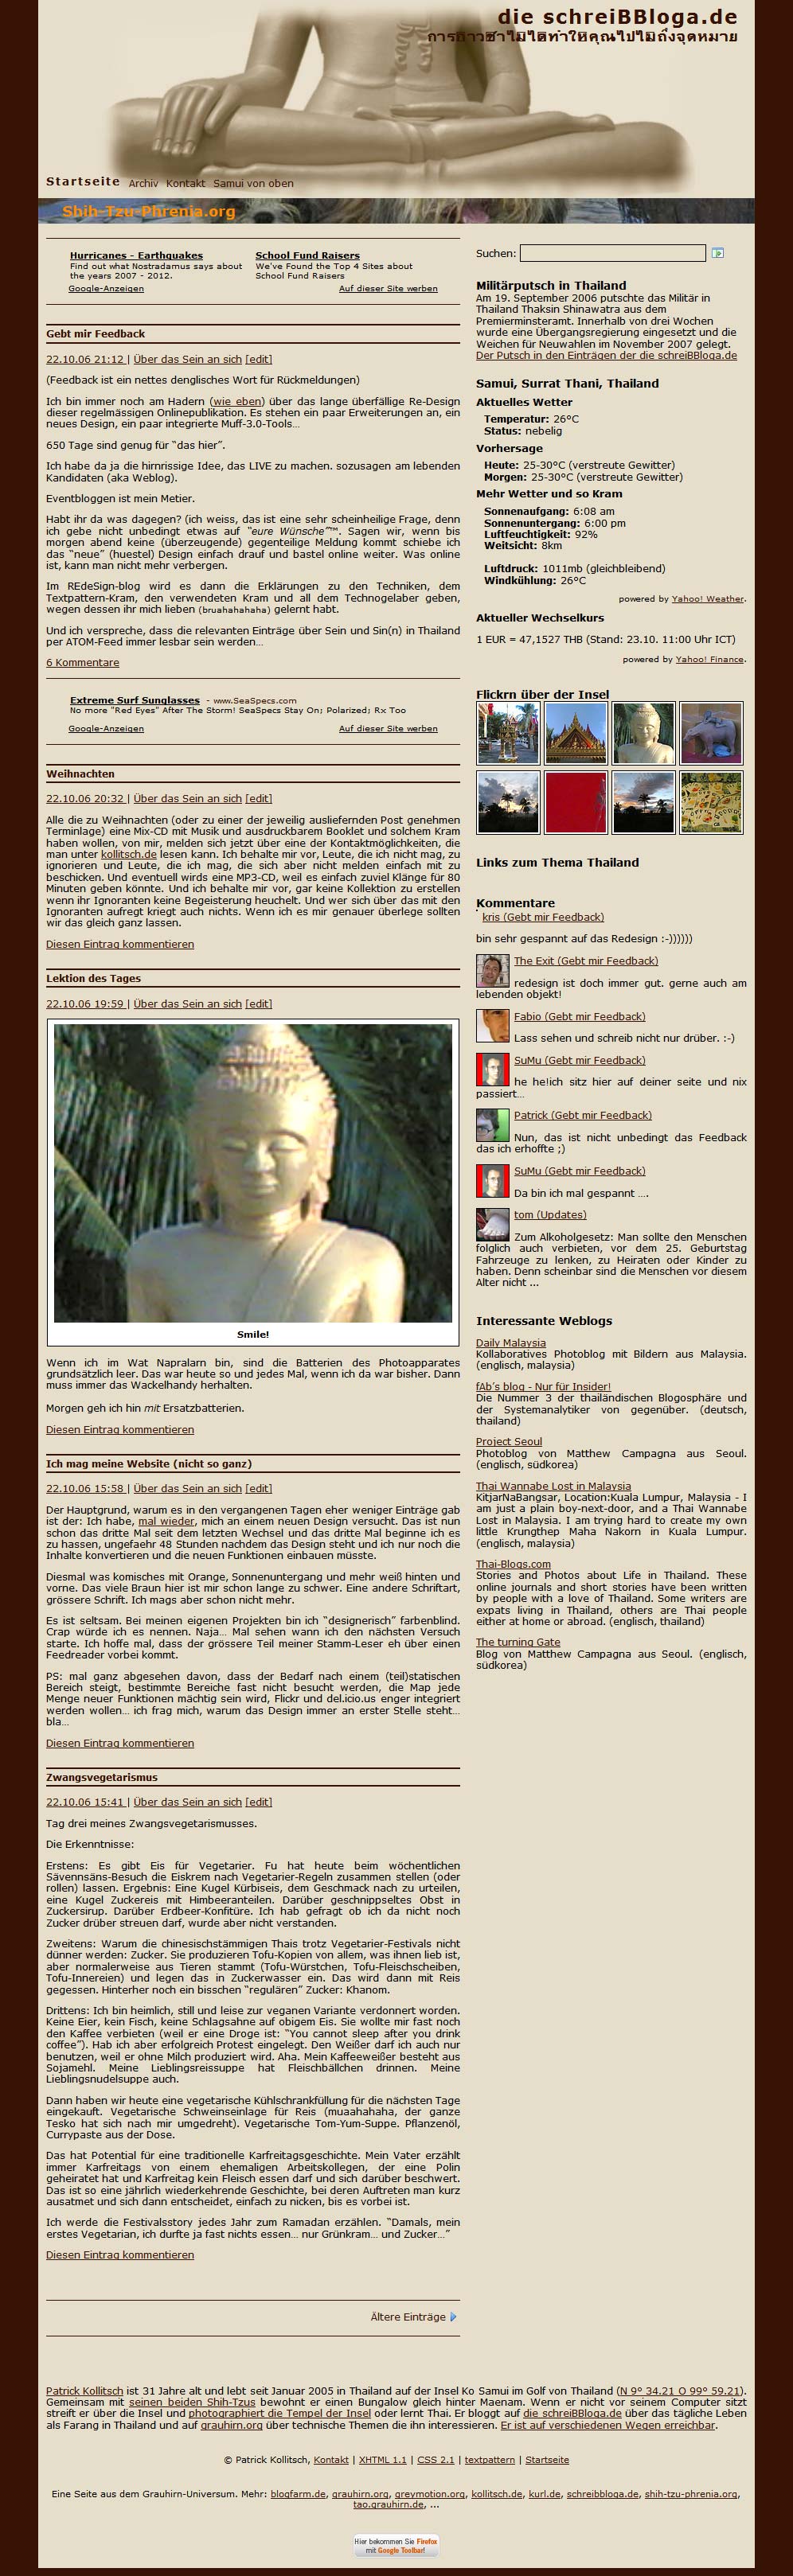 die schreiBBloga.de
Startseite Archiv Kontakt Samui von oben
Shih-Tzu-Phrenia.org
Hurricanes - Earthquakes
Find out what Nostradamus says about
the years 2007 - 2012.
School Fund Raisers
We've Found the Top 4 Sites about
School Fund Raisers
Google-Anzeigen Auf dieser Site werben
Gebt mir Feedback
22.10.06 21:12 | Über das Sein an sich [edit]
(Feedback ist ein nettes denglisches Wort für Rückmeldungen)
Ich bin immer noch am Hadern (wie eben) über das lange überfällige Re-Design
dieser regelmässigen Onlinepublikation. Es stehen ein paar Erweiterungen an, ein
neues Design, ein paar integrierte Muff-3.0-Tools…
650 Tage sind genug für “das hier”.
Ich habe da ja die hirnrissige Idee, das LIVE zu machen. sozusagen am lebenden
Kandidaten (aka Weblog).
Eventbloggen ist mein Metier.
Habt ihr da was dagegen? (ich weiss, das ist eine sehr scheinheilige Frage, denn
ich gebe nicht unbedingt etwas auf “eure Wünsche”™. Sagen wir, wenn bis
morgen abend keine (überzeugende) gegenteilige Meldung kommt schiebe ich
das “neue” (huestel) Design einfach drauf und bastel online weiter. Was online
ist, kann man nicht mehr verbergen.
Im REdeSign-blog wird es dann die Erklärungen zu den Techniken, dem
Textpattern-Kram, den verwendeten Kram und all dem Technogelaber geben,
wegen dessen ihr mich lieben (bruahahahaha) gelernt habt.
Und ich verspreche, dass die relevanten Einträge über Sein und Sin(n) in Thailand
per ATOM-Feed immer lesbar sein werden…
6 Kommentare
Extreme Surf Sunglasses - www.SeaSpecs.com
No more "Red Eyes" After The Storm! SeaSpecs Stay On; Polarized; Rx Too
Google-Anzeigen Auf dieser Site werben
Weihnachten
22.10.06 20:32 | Über das Sein an sich [edit]
Alle die zu Weihnachten (oder zu einer der jeweilig ausliefernden Post genehmen
Terminlage) eine Mix-CD mit Musik und ausdruckbarem Booklet und solchem Kram
haben wollen, von mir, melden sich jetzt über eine der Kontaktmöglichkeiten, die
man unter kollitsch.de lesen kann. Ich behalte mir vor, Leute, die ich nicht mag, zu
ignorieren und Leute, die ich mag, die sich aber nicht melden einfach mit zu
beschicken. Und eventuell wirds eine MP3-CD, weil es einfach zuviel Klänge für 80
Minuten geben könnte. Und ich behalte mir vor, gar keine Kollektion zu erstellen
wenn ihr Ignoranten keine Begeisterung heuchelt. Und wer sich über das mit den
Ignoranten aufregt kriegt auch nichts. Wenn ich es mir genauer überlege sollten
wir das gleich ganz lassen.
Diesen Eintrag kommentieren
Lektion des Tages
22.10.06 19:59 | Über das Sein an sich [edit]
Smile!
Wenn ich im Wat Napralarn bin, sind die Batterien des Photoapparates
grundsätzlich leer. Das war heute so und jedes Mal, wenn ich da war bisher. Dann
muss immer das Wackelhandy herhalten.
Morgen geh ich hin mit Ersatzbatterien.
Diesen Eintrag kommentieren
Ich mag meine Website (nicht so ganz)
22.10.06 15:58 | Über das Sein an sich [edit]
Der Hauptgrund, warum es in den vergangenen Tagen eher weniger Einträge gab
ist der: Ich habe, mal wieder, mich an einem neuen Design versucht. Das ist nun
schon das dritte Mal seit dem letzten Wechsel und das dritte Mal beginne ich es
zu hassen, ungefaehr 48 Stunden nachdem das Design steht und ich nur noch die
Inhalte konvertieren und die neuen Funktionen einbauen müsste.
Diesmal was komisches mit Orange, Sonnenuntergang und mehr weiß hinten und
vorne. Das viele Braun hier ist mir schon lange zu schwer. Eine andere Schriftart,
grössere Schrift. Ich mags aber schon nicht mehr.
Es ist seltsam. Bei meinen eigenen Projekten bin ich “designerisch” farbenblind.
Crap würde ich es nennen. Naja… Mal sehen wann ich den nächsten Versuch
starte. Ich hoffe mal, dass der grössere Teil meiner Stamm-Leser eh über einen
Feedreader vorbei kommt.
PS: mal ganz abgesehen davon, dass der Bedarf nach einem (teil)statischen
Bereich steigt, bestimmte Bereiche fast nicht besucht werden, die Map jede
Menge neuer Funktionen mächtig sein wird, Flickr und del.icio.us enger integriert
werden wollen… ich frag mich, warum das Design immer an erster Stelle steht…
bla…
Diesen Eintrag kommentieren
Zwangsvegetarismus
22.10.06 15:41 | Über das Sein an sich [edit]
Tag drei meines Zwangsvegetarismusses.
Die Erkenntnisse:
Erstens: Es gibt Eis für Vegetarier. Fu hat heute beim wöchentlichen
Sävennsäns-Besuch die Eiskrem nach Vegetarier-Regeln zusammen stellen (oder
rollen) lassen. Ergebnis: Eine Kugel Kürbiseis, dem Geschmack nach zu urteilen,
eine Kugel Zuckereis mit Himbeeranteilen. Darüber geschnippseltes Obst in
Zuckersirup. Darüber Erdbeer-Konfitüre. Ich hab gefragt ob ich da nicht noch
Zucker drüber streuen darf, wurde aber nicht verstanden.
Zweitens: Warum die chinesischstämmigen Thais trotz Vegetarier-Festivals nicht
dünner werden: Zucker. Sie produzieren Tofu-Kopien von allem, was ihnen lieb ist,
aber normalerweise aus Tieren stammt (Tofu-Würstchen, Tofu-Fleischscheiben,
Tofu-Innereien) und legen das in Zuckerwasser ein. Das wird dann mit Reis
gegessen. Hinterher noch ein bisschen “regulären” Zucker: Khanom.
Drittens: Ich bin heimlich, still und leise zur veganen Variante verdonnert worden.
Keine Eier, kein Fisch, keine Schlagsahne auf obigem Eis. Sie wollte mir fast noch
den Kaffee verbieten (weil er eine Droge ist: “You cannot sleep after you drink
coffee”). Hab ich aber erfolgreich Protest eingelegt. Den Weißer darf ich auch nur
benutzen, weil er ohne Milch produziert wird. Aha. Mein Kaffeeweißer besteht aus
Sojamehl. Meine Lieblingsreissuppe hat Fleischbällchen drinnen. Meine
Lieblingsnudelsuppe auch.
Dann haben wir heute eine vegetarische Kühlschrankfüllung für die nächsten Tage
eingekauft. Vegetarische Schweinseinlage für Reis (muaahahaha, der ganze
Tesko hat sich nach mir umgedreht). Vegetarische Tom-Yum-Suppe. Pflanzenöl,
Currypaste aus der Dose.
Das hat Potential für eine traditionelle Karfreitagsgeschichte. Mein Vater erzählt
immer Karfreitags von einem ehemaligen Arbeitskollegen, der eine Polin
geheiratet hat und Karfreitag kein Fleisch essen darf und sich darüber beschwert.
Das ist so eine jährlich wiederkehrende Geschichte, bei deren Auftreten man kurz
ausatmet und sich dann entscheidet, einfach zu nicken, bis es vorbei ist.
Ich werde die Festivalsstory jedes Jahr zum Ramadan erzählen. “Damals, mein
erstes Vegetarian, ich durfte ja fast nichts essen… nur Grünkram… und Zucker…”
Diesen Eintrag kommentieren
Ältere Einträge
Suchen:
Militärputsch in Thailand
Am 19. September 2006 putschte das Militär in
Thailand Thaksin Shinawatra aus dem
Premierminsteramt. Innerhalb von drei Wochen
wurde eine Übergangsregierung eingesetzt und die
Weichen für Neuwahlen im November 2007 gelegt.
Der Putsch in den Einträgen der die schreiBBloga.de
Samui, Surrat Thani, Thailand
Aktuelles Wetter
Temperatur: 26°C
Status: nebelig
Vorhersage
Heute: 25-30°C (verstreute Gewitter)
Morgen: 25-30°C (verstreute Gewitter)
Mehr Wetter und so Kram
Sonnenaufgang: 6:08 am
Sonnenuntergang: 6:00 pm
Luftfeuchtigkeit: 92%
Weitsicht: 8km
Luftdruck: 1011mb (gleichbleibend)
Windkühlung: 26°C
powered by Yahoo! Weather.
Aktueller Wechselkurs
1 EUR = 47,1527 THB (Stand: 23.10. 11:00 Uhr ICT)
powered by Yahoo! Finance.
Flickrn über der Insel
Links zum Thema Thailand
Kommentare
kris (Gebt mir Feedback)
bin sehr gespannt auf das Redesign :-))))))
The Exit (Gebt mir Feedback)
redesign ist doch immer gut. gerne auch am
lebenden objekt!
Fabio (Gebt mir Feedback)
Lass sehen und schreib nicht nur drüber. :-)
SuMu (Gebt mir Feedback)
he he!ich sitz hier auf deiner seite und nix
passiert…
Patrick (Gebt mir Feedback)
Nun, das ist nicht unbedingt das Feedback
das ich erhoffte ;)
SuMu (Gebt mir Feedback)
Da bin ich mal gespannt ….
tom (Updates)
Zum Alkoholgesetz: Man sollte den Menschen
folglich auch verbieten, vor dem 25. Geburtstag
Fahrzeuge zu lenken, zu Heiraten oder Kinder zu
haben. Denn scheinbar sind die Menschen vor diesem
Alter nicht ...
Interessante Weblogs
Daily Malaysia
Kollaboratives Photoblog mit Bildern aus Malaysia.
(englisch, malaysia)
fAb's blog - Nur für Insider!
Die Nummer 3 der thailändischen Blogosphäre und
der Systemanalytiker von gegenüber. (deutsch,
thailand)
Project Seoul
Photoblog von Matthew Campagna aus Seoul.
(englisch, südkorea)
Thai Wannabe Lost in Malaysia
KitjarNaBangsar, Location:Kuala Lumpur, Malaysia - I
am just a plain boy-next-door, and a Thai Wannabe
Lost in Malaysia. I am trying hard to create my own
little Krungthep Maha Nakorn in Kuala Lumpur.
(englisch, malaysia)
Thai-Blogs.com
Stories and Photos about Life in Thailand. These
online journals and short stories have been written
by people with a love of Thailand. Some writers are
expats living in Thailand, others are Thai people
either at home or abroad. (englisch, thailand)
The turning Gate
Blog von Matthew Campagna aus Seoul. (englisch,
südkorea)
Patrick Kollitsch ist 31 Jahre alt und lebt seit Januar 2005 in Thailand auf der Insel Ko Samui im Golf von Thailand (N 9° 34.21 O 99° 59.21).
Gemeinsam mit seinen beiden Shih-Tzus bewohnt er einen Bungalow gleich hinter Maenam. Wenn er nicht vor seinem Computer sitzt
streift er über die Insel und photographiert die Tempel der Insel oder lernt Thai. Er bloggt auf die schreiBBloga.de über das tägliche Leben
als Farang in Thailand und auf grauhirn.org über technische Themen die ihn interessieren. Er ist auf verschiedenen Wegen erreichbar.
© Patrick Kollitsch, Kontakt | XHTML 1.1 | CSS 2.1 | textpattern | Startseite
Eine Seite aus dem Grauhirn-Universum. Mehr: blogfarm.de, grauhirn.org, greymotion.org, kollitsch.de, kurl.de, schreibbloga.de, shih-tzu-phrenia.org,
tao.grauhirn.de, ...
Hier bekommen Sie Firefox
mit Google Toolbar!